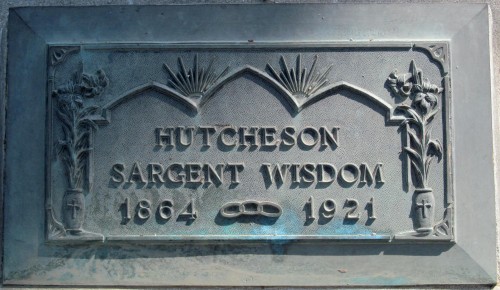 HUTCHESON
SARGENT WISDOM
1864 1921